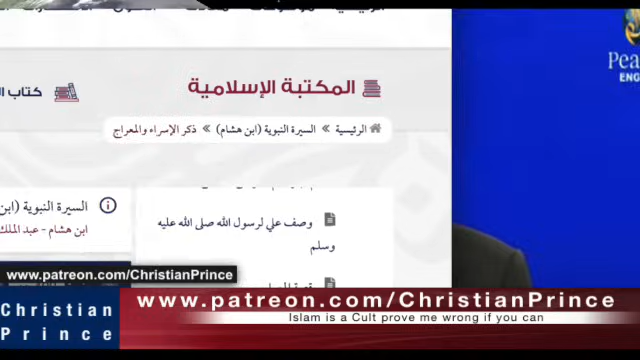 المكتبة الإسلامية
كتاب
الرئيسية » السيرة النبوية (ابن هشام) » ذكر الإسراء والمعراج
السيرة النبوية (ابن
ابن هشام - عبد الملك
وصف علي لرسول الله صلى الله عليه
وسلم
Pea
ENG
www.patreon.com/ChristianPrince
Christian
Prince
www.patreon.com/ChristianPrince
Islam is a Cult prove me wrong if you can